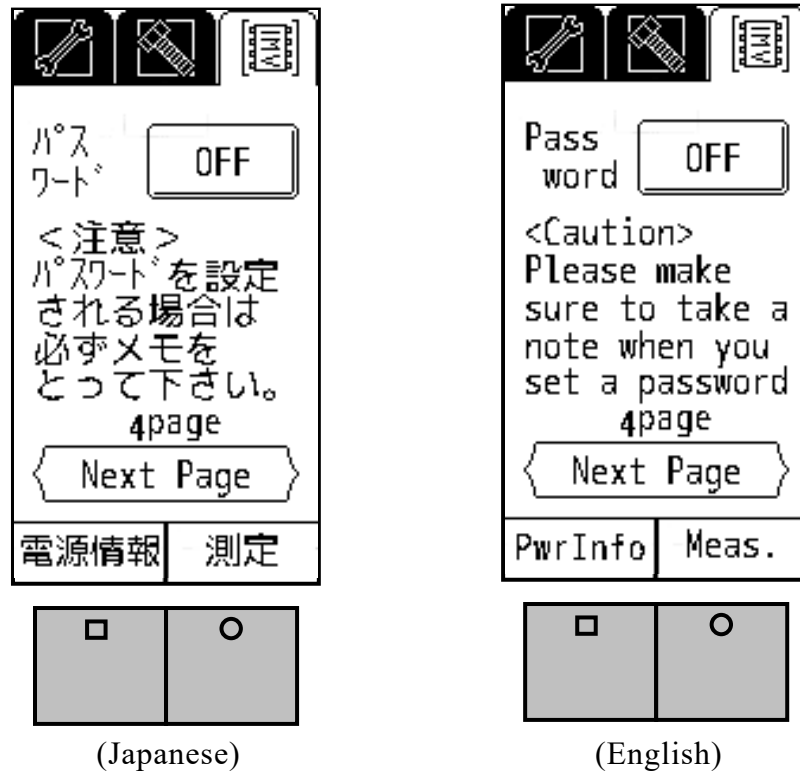 パス
ワード
OFF
＜注意＞
パスワードを設定
される場合は
必ずメモを
とって下さい。
4page
Next Page
電源情報
測定
(Japanese)
Pass
word
OFF
<Caution>
Please make
sure to take a
note when you
set a password
4page
Next Page
PwrInfo
Meas.
(English)